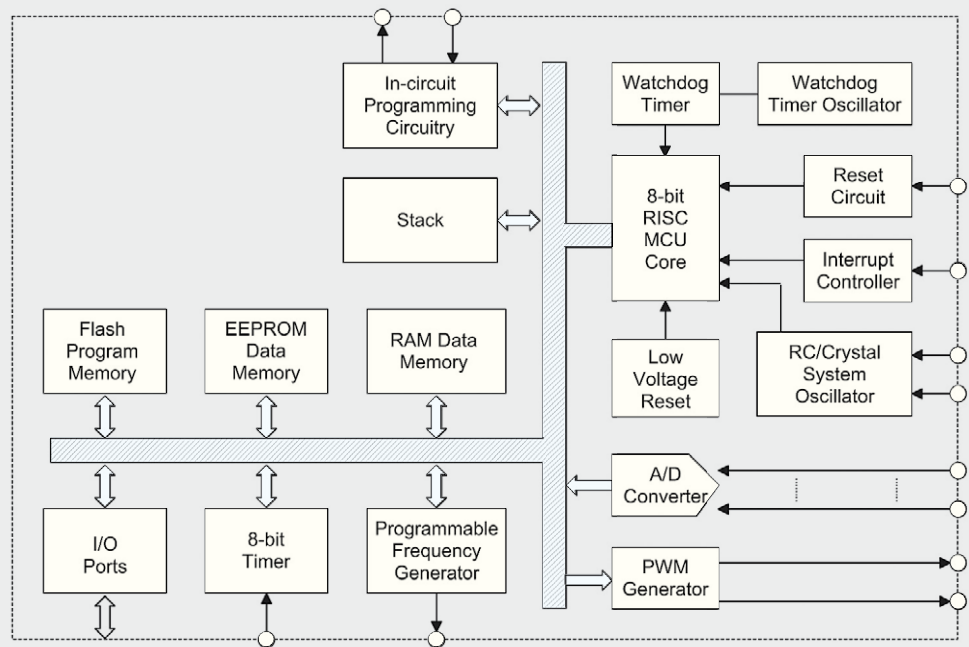 In-circuit
Programming
Circuitry
Watchdog
Timer
Watchdog
Timer Oscillator
Stack
8-bit
RISC
MCU
Core
Reset
Circuit
Interrupt
Controller
Flash
Program
Memory
EEPROM
Data
Memory
RAM Data
Memory
Low
Voltage
Reset
RC/Crystal
System
Oscillator
A/D
Converter
I/O
Ports
8-bit
Timer
Programmable
Frequency
Generator
PWM
Generator